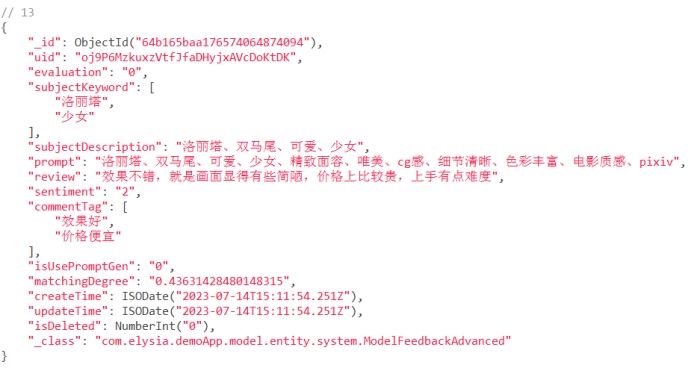 // 13
{
    "_id": ObjectId("64b165baa176574064874094"),
    "uid": "oj9P6MzkuxzVtfJfaDHyjxAVcDoKtDK",
    "evaluation": "0",
    "subjectKeyword": [
        "洛丽塔",
        "少女"
    ],
    "subjectDescription": "洛丽塔、双马尾、可爱、少女",
    "prompt": "洛丽塔、双马尾、可爱、少女、精致面容、唯美、cg感、细节清晰、色彩丰富、电影质感、pixiv",
    "review": "效果不错，就是画面显得有些简陋，价格上比较贵，上手有点难度",
    "sentiment": "2",
    "commentTag": [
        "效果好",
        "价格便宜"
    ],
    "isUsePromptGen": "0",
    "matchingDegree": "0.43631428480148315",
    "createTime": ISODate("2023-07-14T15:11:54.251Z"),
    "updateTime": ISODate("2023-07-14T15:11:54.251Z"),
    "isDeleted": NumberInt("0"),
    "_class": "com.elysia.demoApp.model.entity.system.ModelFeedbackAdvanced"
}